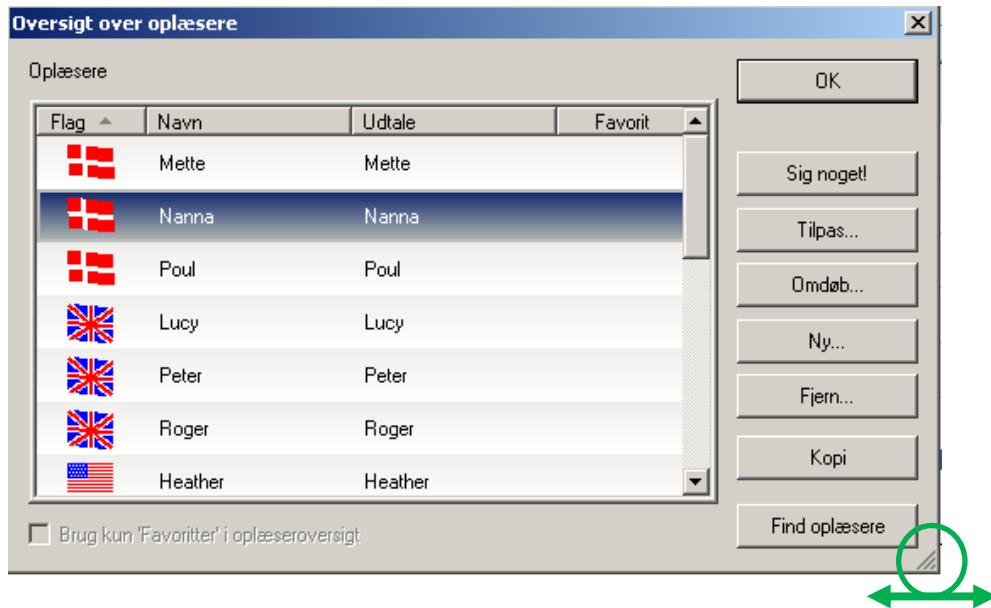 Oversigt over oplæsere
Oplæsere
OK
Flag Navn Udtale Favorit
Mette Mette
Sig noget!
Nanna Nanna
Tilpas...
Poul Poul
Omdøb...
Lucy Lucy
Ny...
Peter Peter
Fjern...
Roger Roger
Kopi
Heather Heather
Find oplæsere
Brug kun 'Favoritter' i oplæseroversigt